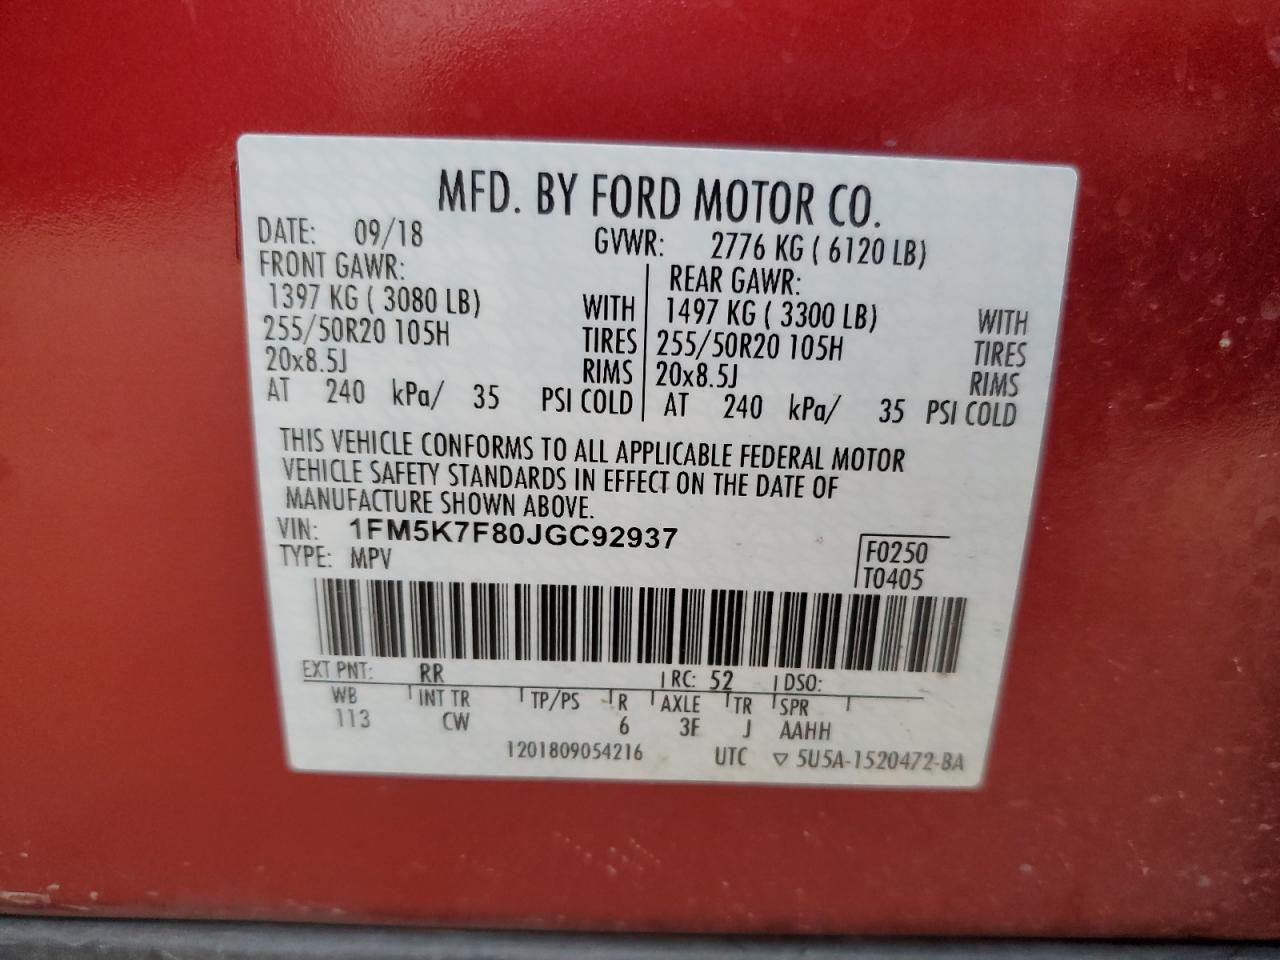 MFD. BY FORD MOTOR CO.
DATE: 09/18 GVWR: 2776 KG ( 6120 LB)
FRONT GAWR: REAR GAWR:
1397 KG ( 3080 LB) WITH 1497 KG ( 3300 LB) WITH
255/50R20 105H TIRES 255/50R20 105H TIRES
20x8.5J RIMS 20x8.5J RIMS
AT 240 kPa/ 35 PSI COLD AT 240 kPa/ 35 PSI COLD
THIS VEHICLE CONFORMS TO ALL APPLICABLE FEDERAL MOTOR
VEHICLE SAFETY STANDARDS IN EFFECT ON THE DATE OF
MANUFACTURE SHOWN ABOVE.
VIN: 1FM5K7F80JGC92937
TYPE: MPV
F0250
T0405
EXT PNT: RR RC: 52 DSO:
WB INT TR TP/PS R AXLE TR SPR
113 CW 6 3E J AAHH
1201809054216 UTC ▽ 5U5A-1520472-BA